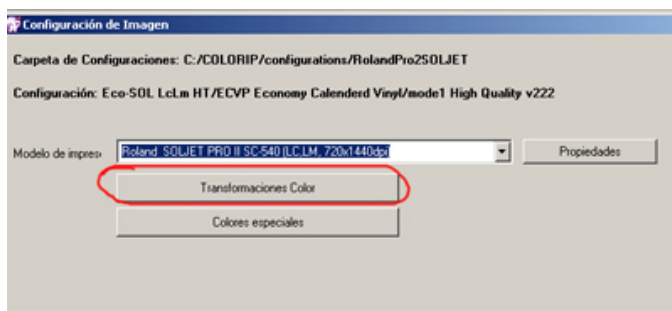 Configuración de Imagen
Carpeta de Configuraciones: C:/COLORIP/configurations/RolandPro2SOLJET
Configuración: Eco-SOL LcLm HT/ECVP Economy Calenderd Vinyl/mode1 High Quality v222
Modelo de impres Roland SOLJET PRO II SC-540 (LC,LM, 720x1440dpi Propiedades
Transformaciones Color
Colores especiales